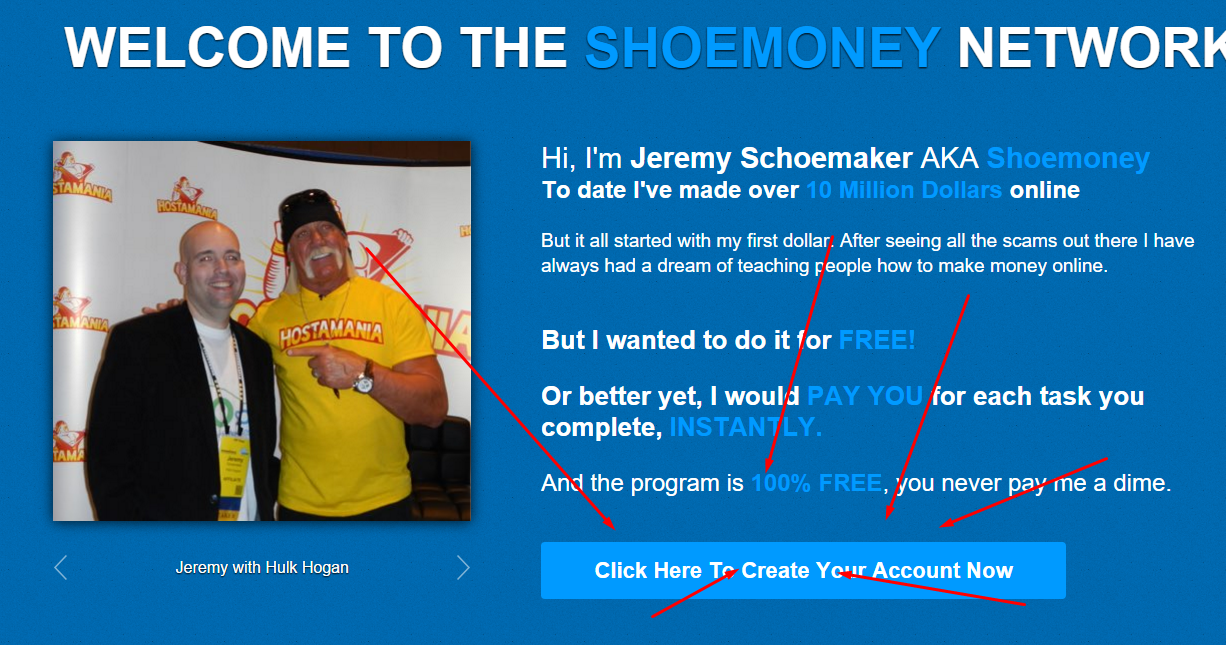 WELCOME TO THE SHOEMONEY NETWORK
STAMANIA
HOSTAMANIA
HOSTAMANIA
Jeremy
Jeremy with Hulk Hogan
Hi, I'm Jeremy Schoemaker AKA Shoemoney
To date I've made over 10 Million Dollars online
But it all started with my first dollar. After seeing all the scams out there I have
always had a dream of teaching people how to make money online.
But I wanted to do it for FREE!
Or better yet, I would PAY YOU for each task you
complete, INSTANTLY.
And the program is 100% FREE, you never pay me a dime.
Click Here To Create Your Account Now